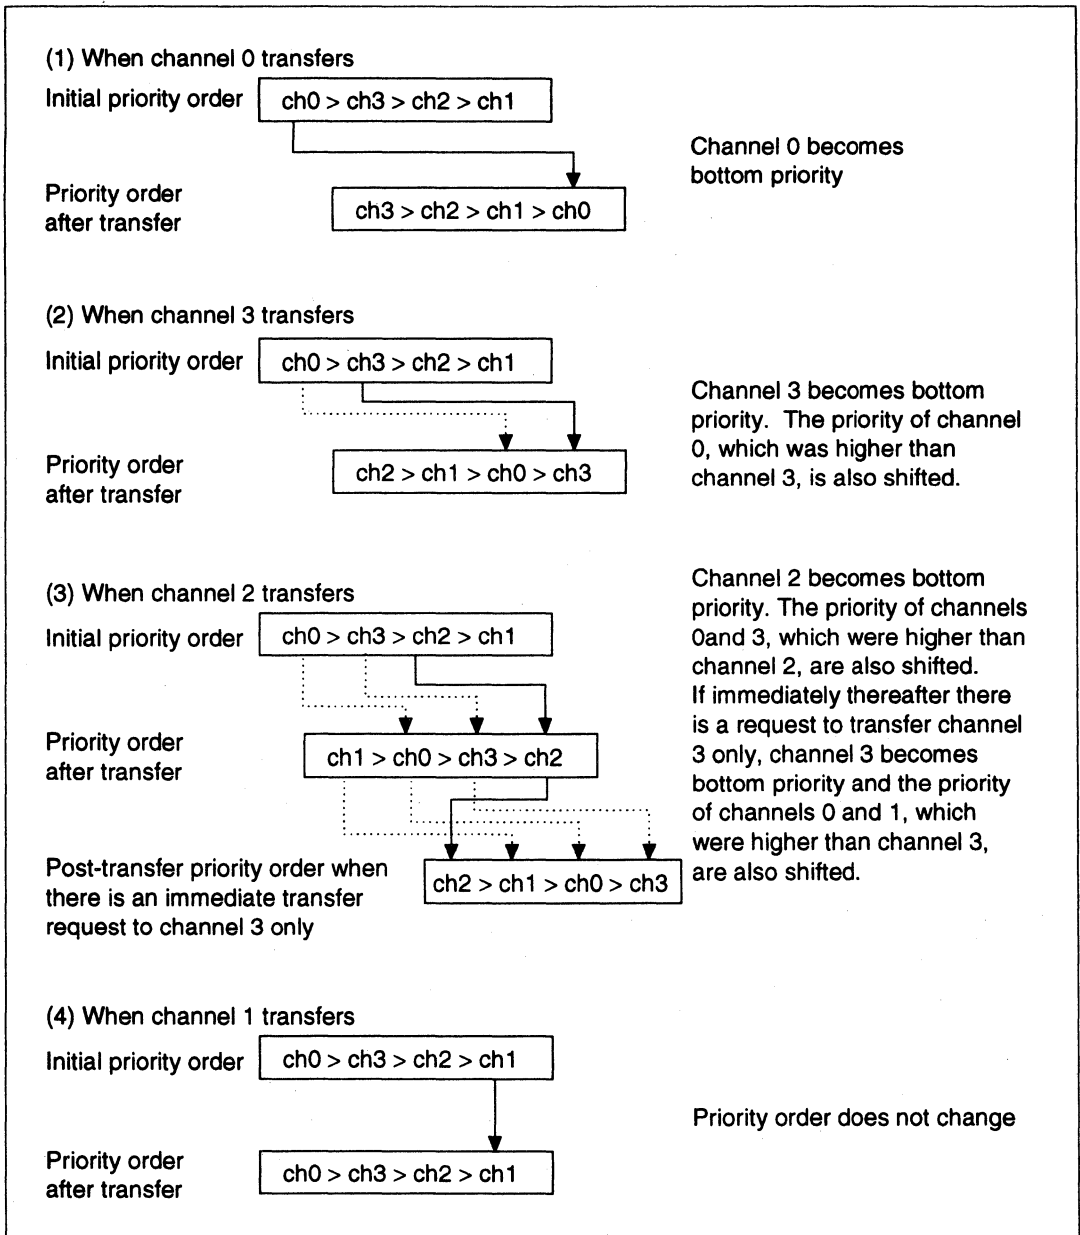 (1) When channel 0 transfers
Initial priority order
ch0 > ch3 > ch2 > ch1
Channel 0 becomes
bottom priority
Priority order
after transfer
ch3 > ch2 > ch1 > ch0
(2) When channel 3 transfers
Initial priority order
ch0 > ch3 > ch2 > ch1
Channel 3 becomes bottom
priority. The priority of channel
0, which was higher than
channel 3, is also shifted.
Priority order
after transfer
ch2 > ch1 > ch0 > ch3
(3) When channel 2 transfers
Initial priority order
ch0 > ch3 > ch2 > ch1
Channel 2 becomes bottom
priority. The priority of channels
0and 3, which were higher than
channel 2, are also shifted.
If immediately thereafter there
is a request to transfer channel
3 only, channel 3 becomes
bottom priority and the priority
of channels 0 and 1, which
were higher than channel 3,
are also shifted.
Priority order
after transfer
ch1 > ch0 > ch3 > ch2
Post-transfer priority order when
there is an immediate transfer
request to channel 3 only
ch2 > ch1 > ch0 > ch3
(4) When channel 1 transfers
Initial priority order
ch0 > ch3 > ch2 > ch1
Priority order does not change
Priority order
after transfer
ch0 > ch3 > ch2 > ch1